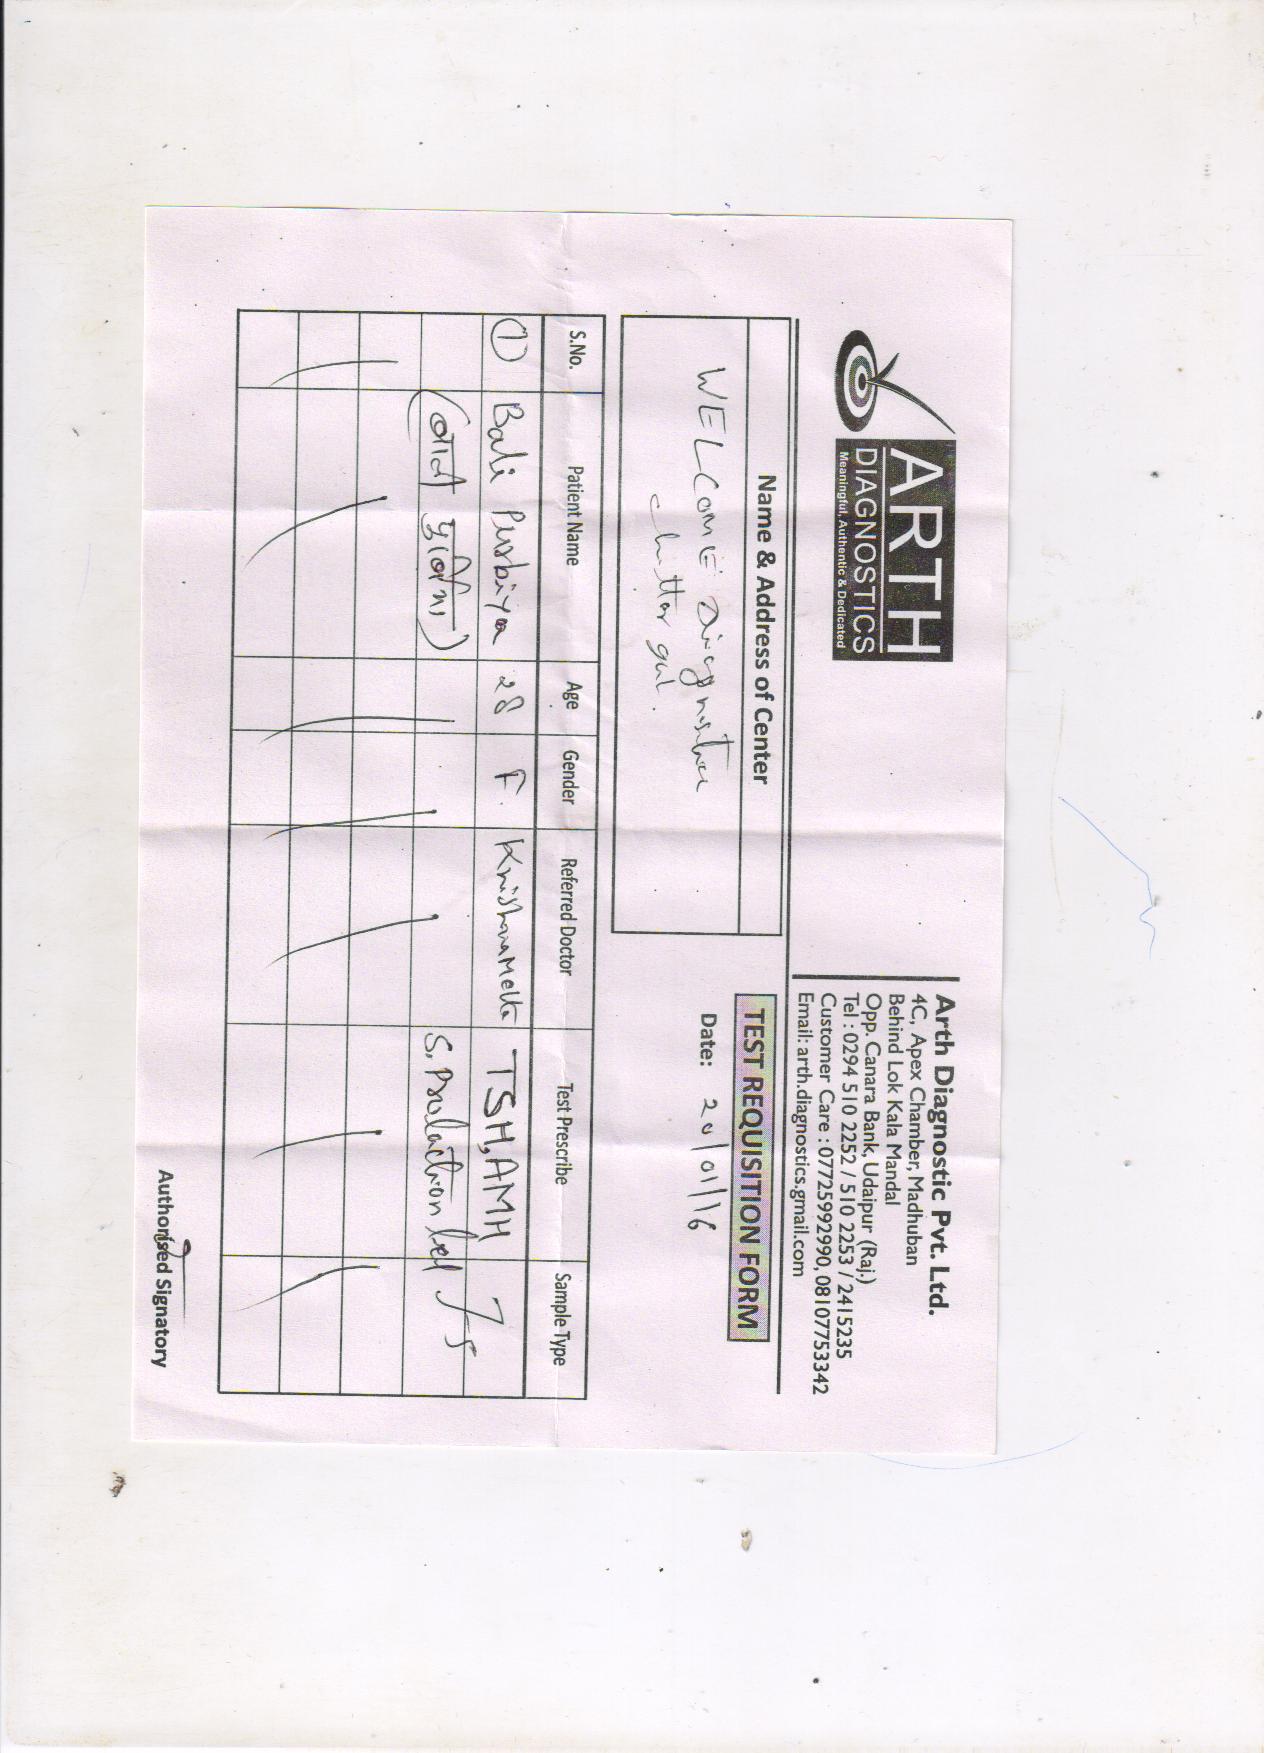 ARTH
DIAGNOSTICS
Meaningful, Authentic & Dedicated
Arth Diagnostic Pvt. Ltd.
4C, Apex Chamber, Madhuban
Behind Lok Kala Mandal
Opp. Canara Bank, Udaipur (Raj.)
Tel : 0294 510 2252 / 510 2253 / 2415235
Customer Care : 07725992990, 08107753342
Email: arth.diagnostics.gmail.com
Name & Address of Center
WELCOME
TEST REQUISITION FORM
Date: 20/01/16
S.No. Patient Name Age Gender Referred Doctor Test Prescribe Sample Type
① Bali Purbiya 28 F. TSH, AMH
S.
Authorised Signatory